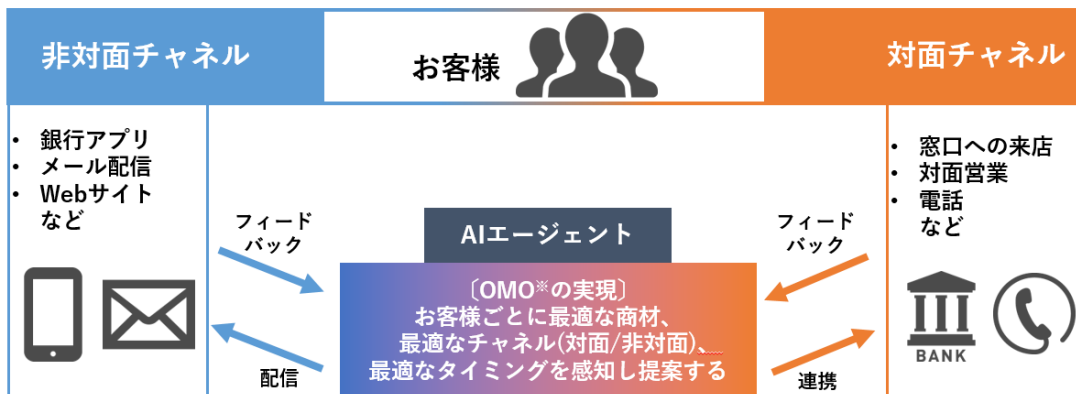 非対面チャネル
お客様
対面チャネル
• 銀行アプリ
• メール配信
• Webサイト
など
• 窓口への来店
• 対面営業
• 電話
など
フィード
バック
AIエージェント
フィード
バック
〔OMO※の実現〕
お客様ごとに最適な商材、
最適なチャネル(対面/非対面)、
最適なタイミングを感知し提案する
配信
連携
BANK